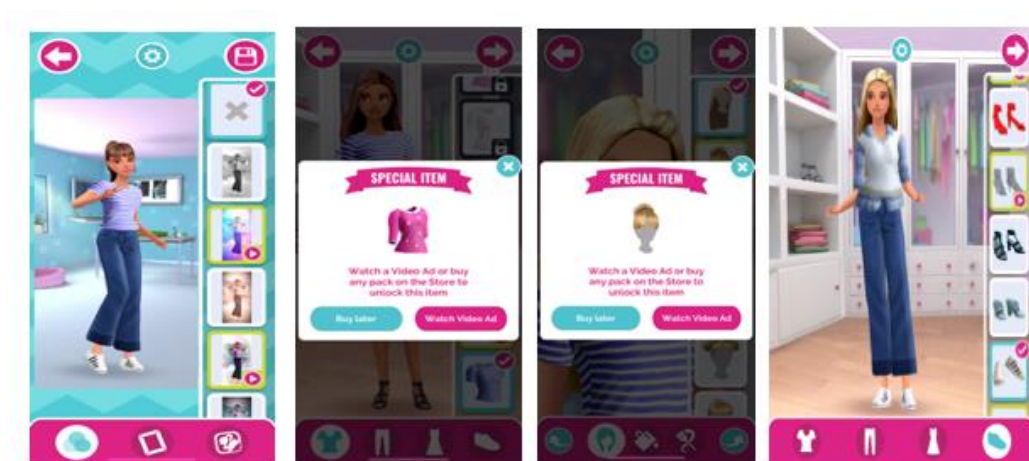 SPECIAL ITEM
Watch a Video Ad or buy
any pack on the Store to
unlock this item
Buy later
Watch Video Ad
SPECIAL ITEM
Watch a Video Ad or buy
any pack on the Store to
unlock this item
Buy later
Watch Video Ad